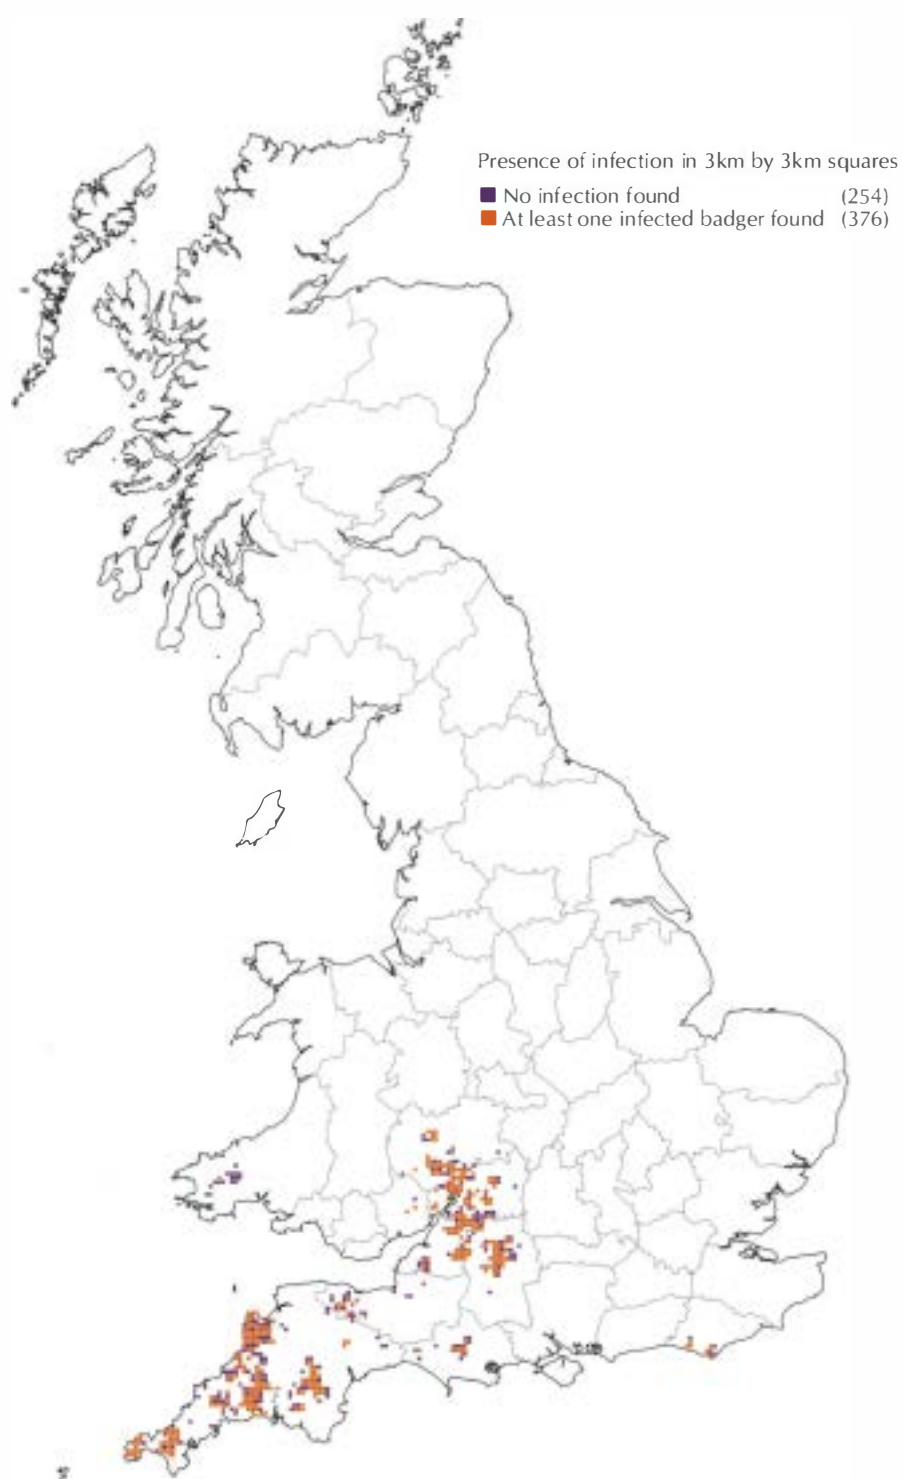 Presence of infection in 3km by 3km squares
No infection found (254)
At least one infected badger found (376)